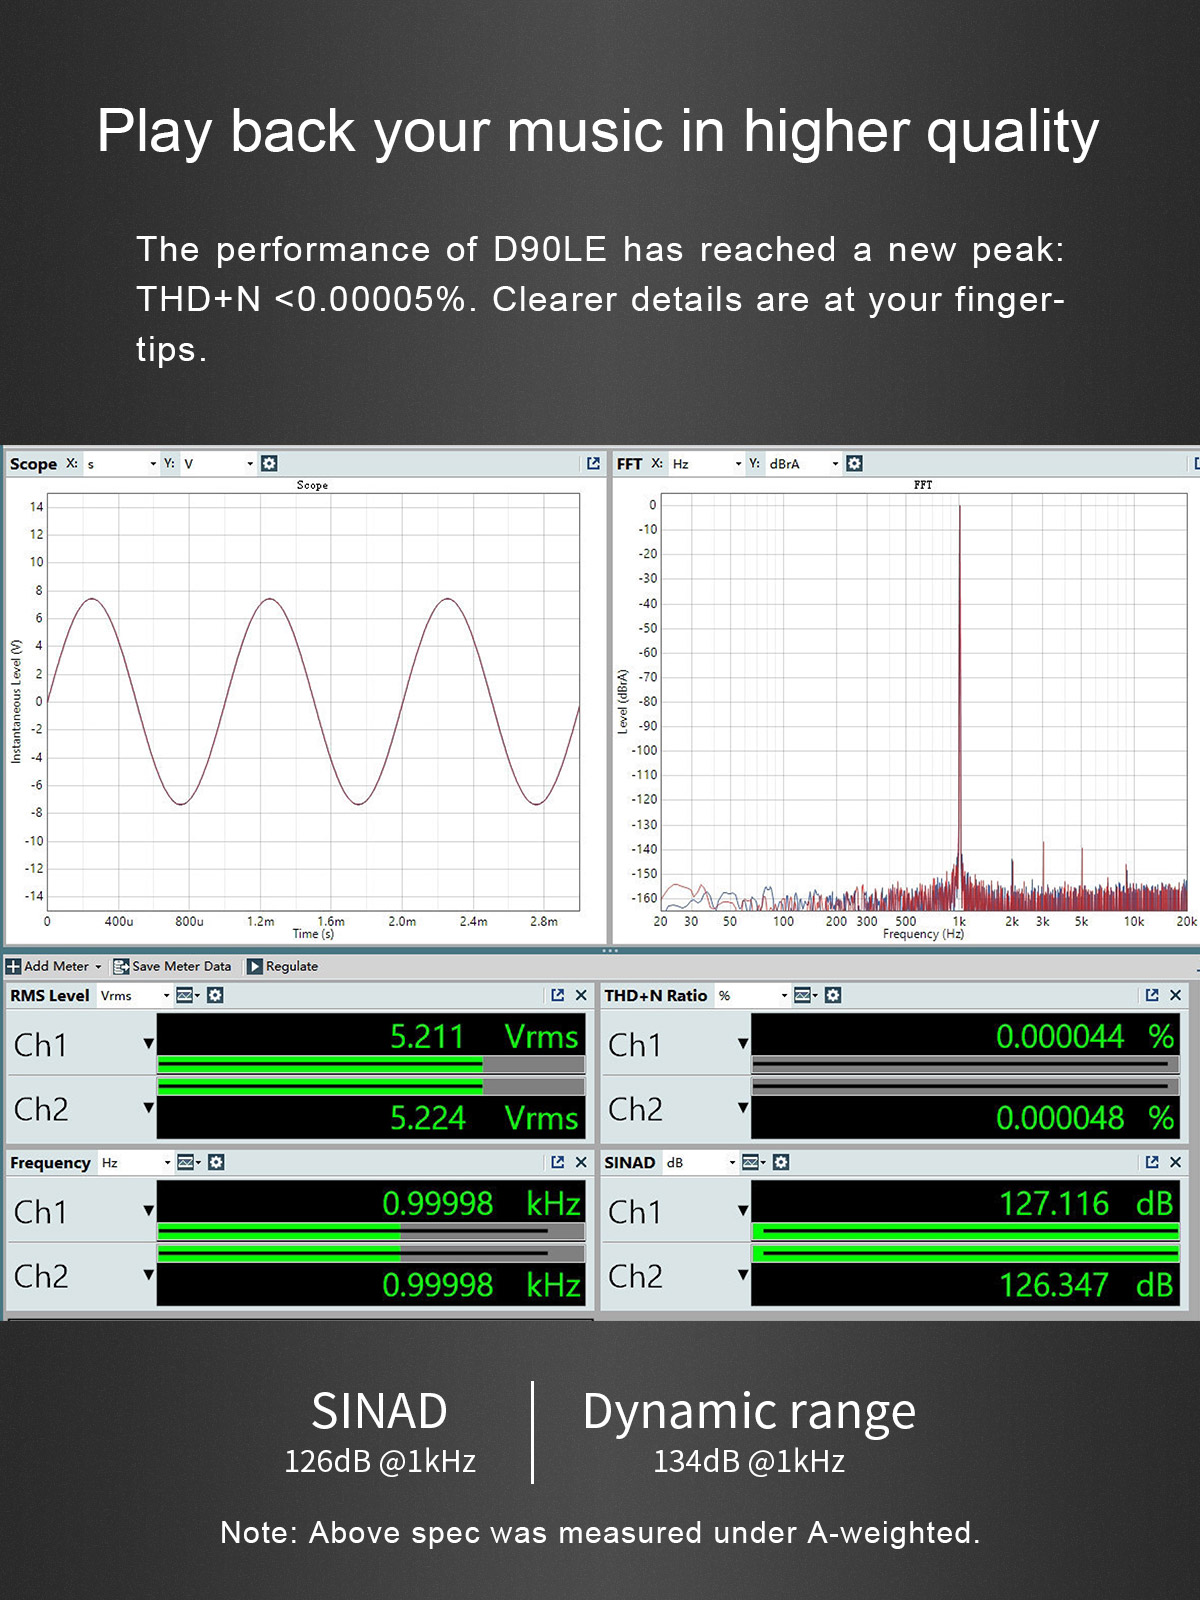 Play back your music in higher quality
The performance of D90LE has reached a new peak:
THD+N <0.00005%. Clearer details are at your finger-
tips.
Scope X: s Y: V
Scope
Instantaneous Level (V)
14
12
10
8
6
4
2
0
-2
-4
-6
-8
-10
-12
-14
0 400u 800u 1.2m 1.6m 2.0m 2.4m 2.8m
Time (s)
FFT X: Hz Y: dBrA
FFT
Level (dBrA)
0
-10
-20
-30
-40
-50
-60
-70
-80
-90
-100
-110
-120
-130
-140
-150
-160
20 30 50 100 200 300 500 1k 2k 3k 5k 10k 20k
Frequency (Hz)
Add Meter Save Meter Data Regulate
RMS Level Vrms
Ch1 5.211 Vrms
Ch2 5.224 Vrms
THD+N Ratio %
Ch1 0.000044 %
Ch2 0.000048 %
Frequency Hz
Ch1 0.99998 kHz
Ch2 0.99998 kHz
SINAD dB
Ch1 127.116 dB
Ch2 126.347 dB
SINAD
126dB @1kHz
Dynamic range
134dB @1kHz
Note: Above spec was measured under A-weighted.